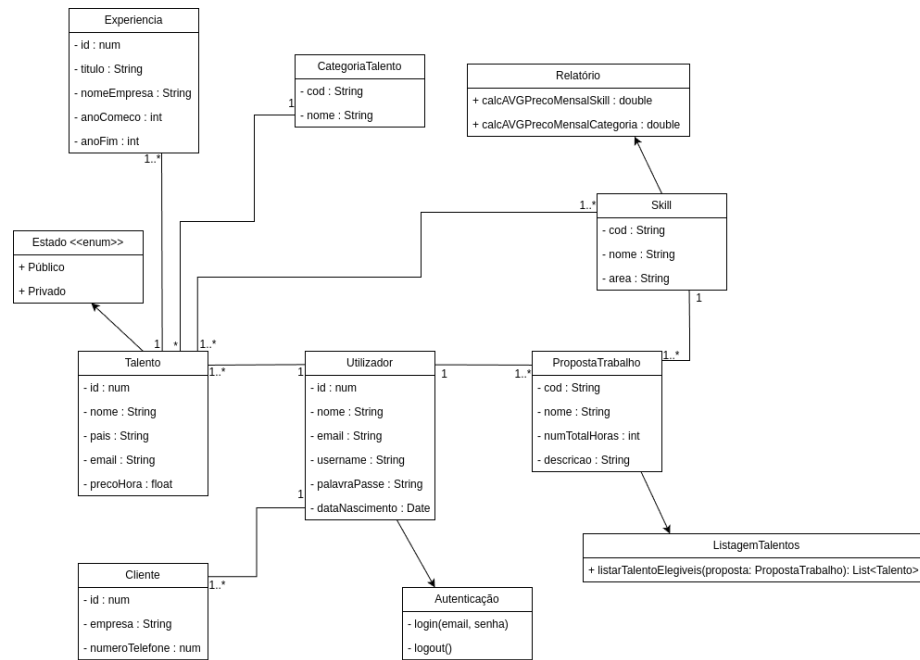 Experiencia
- id : num
- titulo : String
- nomeEmpresa : String
- anoComeco : int
- anoFim : int
1..*
CategoriaTalento
- cod : String
- nome : String
1
Relatório
+ calcAVGPrecoMensalSkill : double
+ calcAVGPrecoMensalCategoria : double
Skill
- cod : String
- nome : String
- area : String
1..*
1
Estado <<enum>>
+ Público
+ Privado
1
*
1..*
Talento
- id : num
- nome : String
- pais : String
- email : String
- precoHora : float
1..*
1
Utilizador
- id : num
- nome : String
- email : String
- username : String
- palavraPasse : String
- dataNascimento : Date
1
1..*
1..*
PropostaTrabalho
- cod : String
- nome : String
- numTotalHoras : int
- descricao : String
1
ListagemTalentos
+ listarTalentoElegiveis(proposta: PropostaTrabalho): List<Talento>
Cliente
- id : num
- empresa : String
- numeroTelefone : num
1..*
Autenticação
- login(email, senha)
- logout()